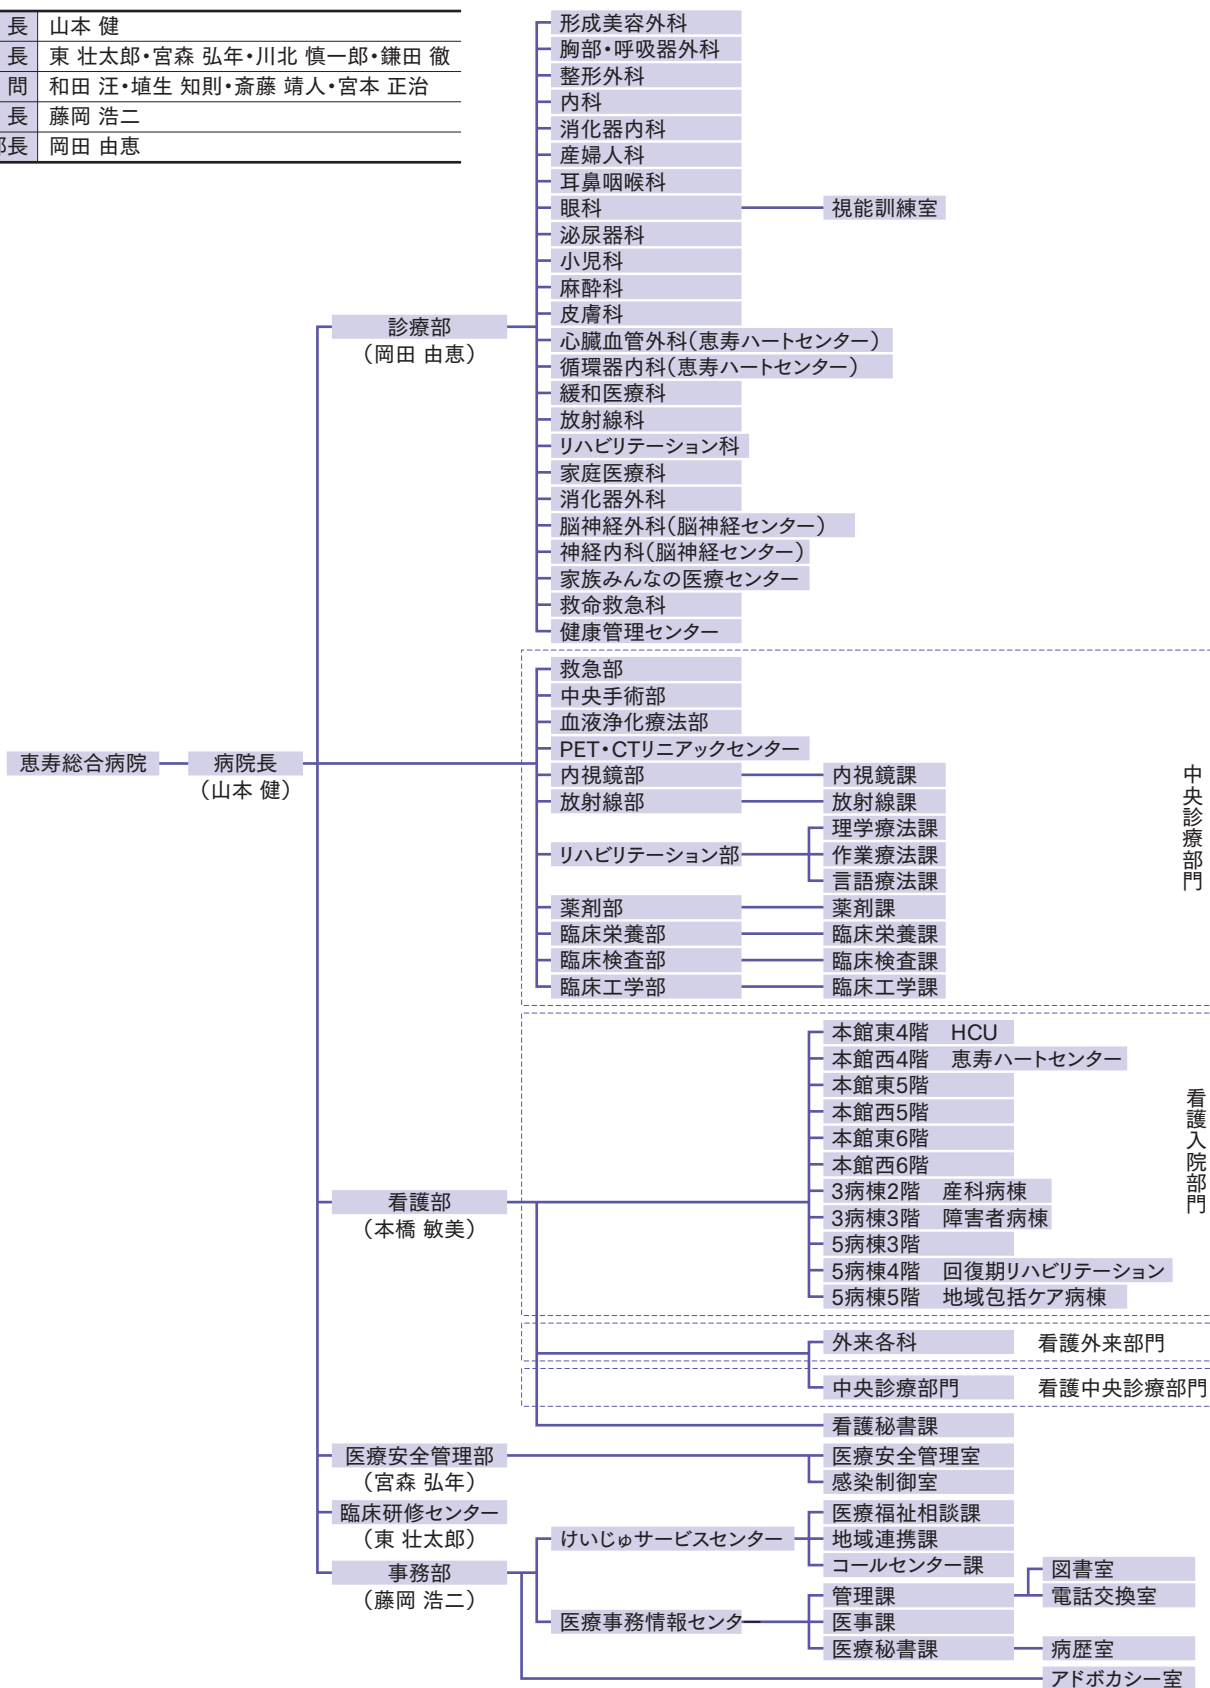 長 山本 健
長 東 壮太郎・宮森 弘年・川北 慎一郎・鎌田 徹
問 和田 汪・埴生 知則・斎藤 靖人・宮本 正治
長 藤岡 浩二
部長 岡田 由恵
恵寿総合病院
病院長
（山本 健）
診療部
（岡田 由恵）
形成美容外科
胸部・呼吸器外科
整形外科
内科
消化器内科
産婦人科
耳鼻咽喉科
眼科 視能訓練室
泌尿器科
小児科
麻酔科
皮膚科
心臓血管外科（恵寿ハートセンター）
循環器内科（恵寿ハートセンター）
緩和医療科
放射線科
リハビリテーション科
家庭医療科
消化器外科
脳神経外科（脳神経センター）
神経内科（脳神経センター）
家族みんなの医療センター
救命救急科
健康管理センター
中央診療部門
救急部
中央手術部
血液浄化療法部
PET・CTリニアックセンター
内視鏡部 内視鏡課
放射線部 放射線課
リハビリテーション部
理学療法課
作業療法課
言語療法課
薬剤部 薬剤課
臨床栄養部 臨床栄養課
臨床検査部 臨床検査課
臨床工学部 臨床工学課
看護部
（本橋 敏美）
看護入院部門
本館東4階 HCU
本館西4階 恵寿ハートセンター
本館東5階
本館西5階
本館東6階
本館西6階
3病棟2階 産科病棟
3病棟3階 障害者病棟
5病棟3階
5病棟4階 回復期リハビリテーション
5病棟5階 地域包括ケア病棟
外来各科 看護外来部門
中央診療部門 看護中央診療部門
看護秘書課
医療安全管理部
（宮森 弘年）
医療安全管理室
感染制御室
臨床研修センター
（東 壮太郎）
事務部
（藤岡 浩二）
けいじゅサービスセンター
医療福祉相談課
地域連携課
コールセンター課
医療事務情報センター
管理課
図書室
電話交換室
医事課
医療秘書課 病歴室
アドボカシー室